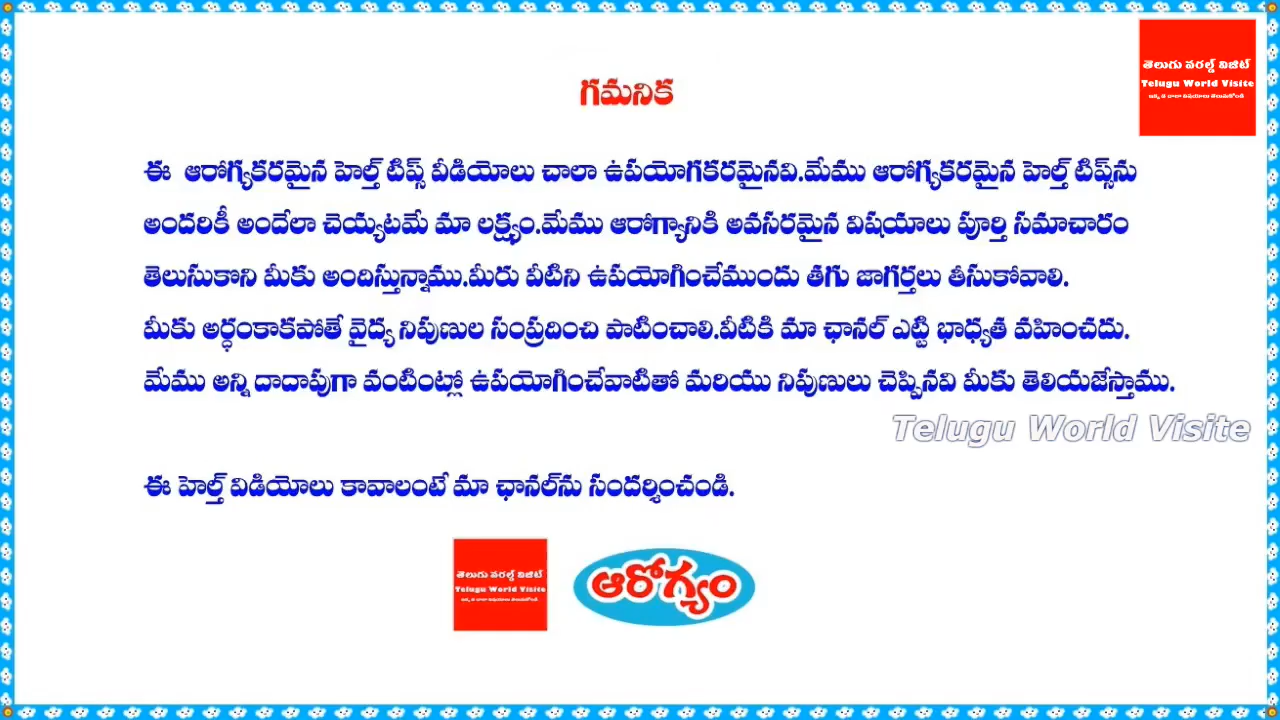 తెలుగు వరల్డ్ విజిట్
Telugu World Visite
గమనిక
ఈ ఆరోగ్యకరమైన హెల్త్ టిప్స్ వీడియోలు చాలా ఉపయోగకరమైనవి.మేము ఆరోగ్యకరమైన హెల్త్ టిప్స్‌ను
అందరికీ అందేలా చెయ్యటమే మా లక్ష్యం.మేము ఆరోగ్యానికి అవసరమైన విషయాలు పూర్తి సమాచారం
తెలుసుకొని మీకు అందిస్తున్నాము.మీరు వీటిని ఉపయోగించేముందు తగు జాగర్తలు తీసుకోవాలి.
మీకు అర్ధంకాకపోతే వైద్య నిపుణుల సంప్రదించి పాటించాలి.వీటికి మా ఛానల్ ఎట్టి భాధ్యత వహించదు.
మేము అన్ని దాదాపుగా వంటింట్లో ఉపయోగించేవాటితో మరియు నిపుణులు చెప్పినవి మీకు తెలియజేస్తాము.
Telugu World Visite
ఈ హెల్త్ విడియోలు కావాలంటే మా ఛానల్‌ను సందర్శించండి.
తెలుగు వరల్డ్ విజిట్
Telugu World Visite
ఆరోగ్యం